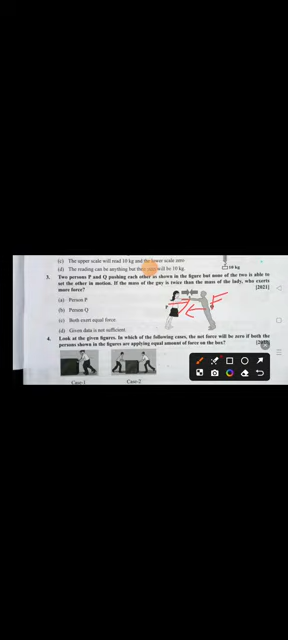 (c) The upper scale will read 10 kg and the lower scale zero.
(d) The reading can be anything but their sum will be 10 kg.
10 kg
3. Two persons P and Q pushing each other as shown in the figure but none of the two is able to
set the other in motion. If the mass of the guy is twice than the mass of the lady, who exerts
more force? [2021]
(a) Person P
(b) Person Q
(c) Both exert equal force.
(d) Given data is not sufficient.
F
4. Look at the given figures. In which of the following cases, the net force will be zero if both
the persons shown in the figures are applying equal amount of force on the box?
Case-1 Case-2